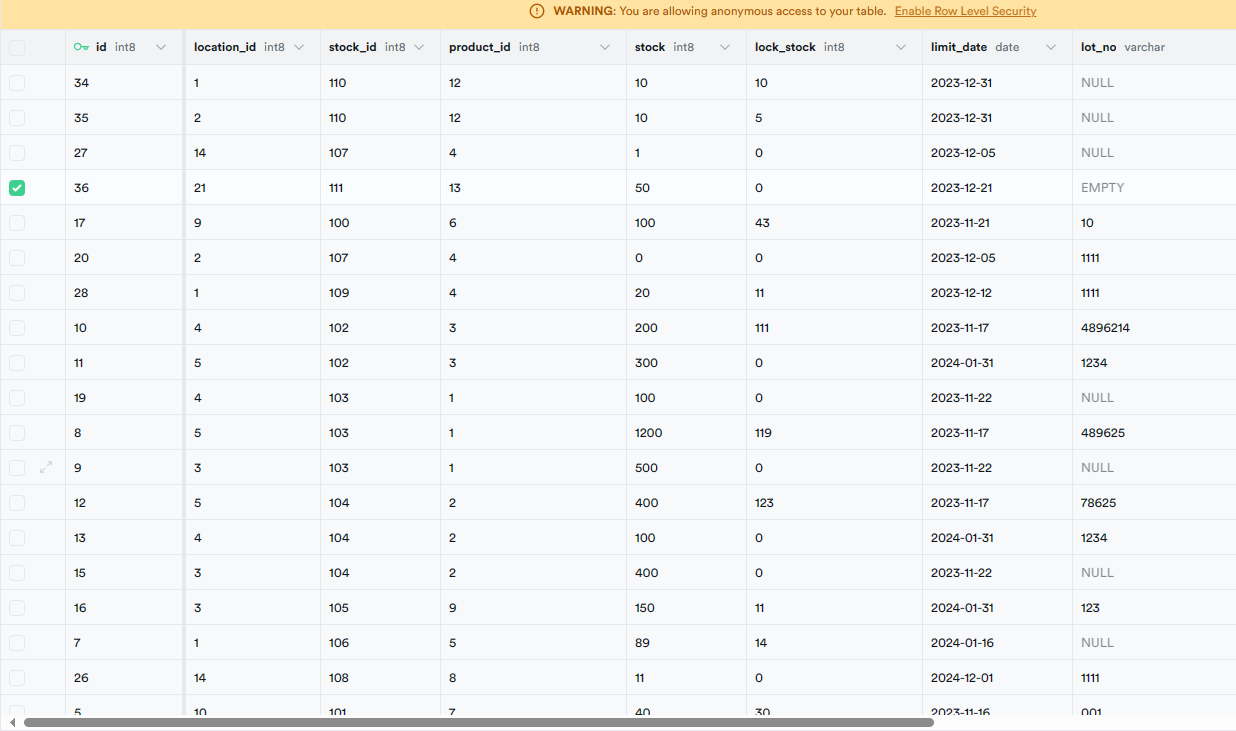 WARNING: You are allowing anonymous access to your table. Enable Row Level Security
id int8 location_id int8 stock_id int8 product_id int8 stock int8 lock_stock int8 limit_date date lot_no varchar
34 1 110 12 10 10 2023-12-31 NULL
35 2 110 12 10 5 2023-12-31 NULL
27 14 107 4 1 0 2023-12-05 NULL
36 21 111 13 50 0 2023-12-21 EMPTY
17 9 100 6 100 43 2023-11-21 10
20 2 107 4 0 0 2023-12-05 1111
28 1 109 4 20 11 2023-12-12 1111
10 4 102 3 200 111 2023-11-17 4896214
11 5 102 3 300 0 2024-01-31 1234
19 4 103 1 100 0 2023-11-22 NULL
8 5 103 1 1200 119 2023-11-17 489625
9 3 103 1 500 0 2023-11-22 NULL
12 5 104 2 400 123 2023-11-17 78625
13 4 104 2 100 0 2024-01-31 1234
15 3 104 2 400 0 2023-11-22 NULL
16 3 105 9 150 11 2024-01-31 123
7 1 106 5 89 14 2024-01-16 NULL
26 14 108 8 11 0 2024-12-01 1111
5 10 101 7 40 30 2023-11-16 001